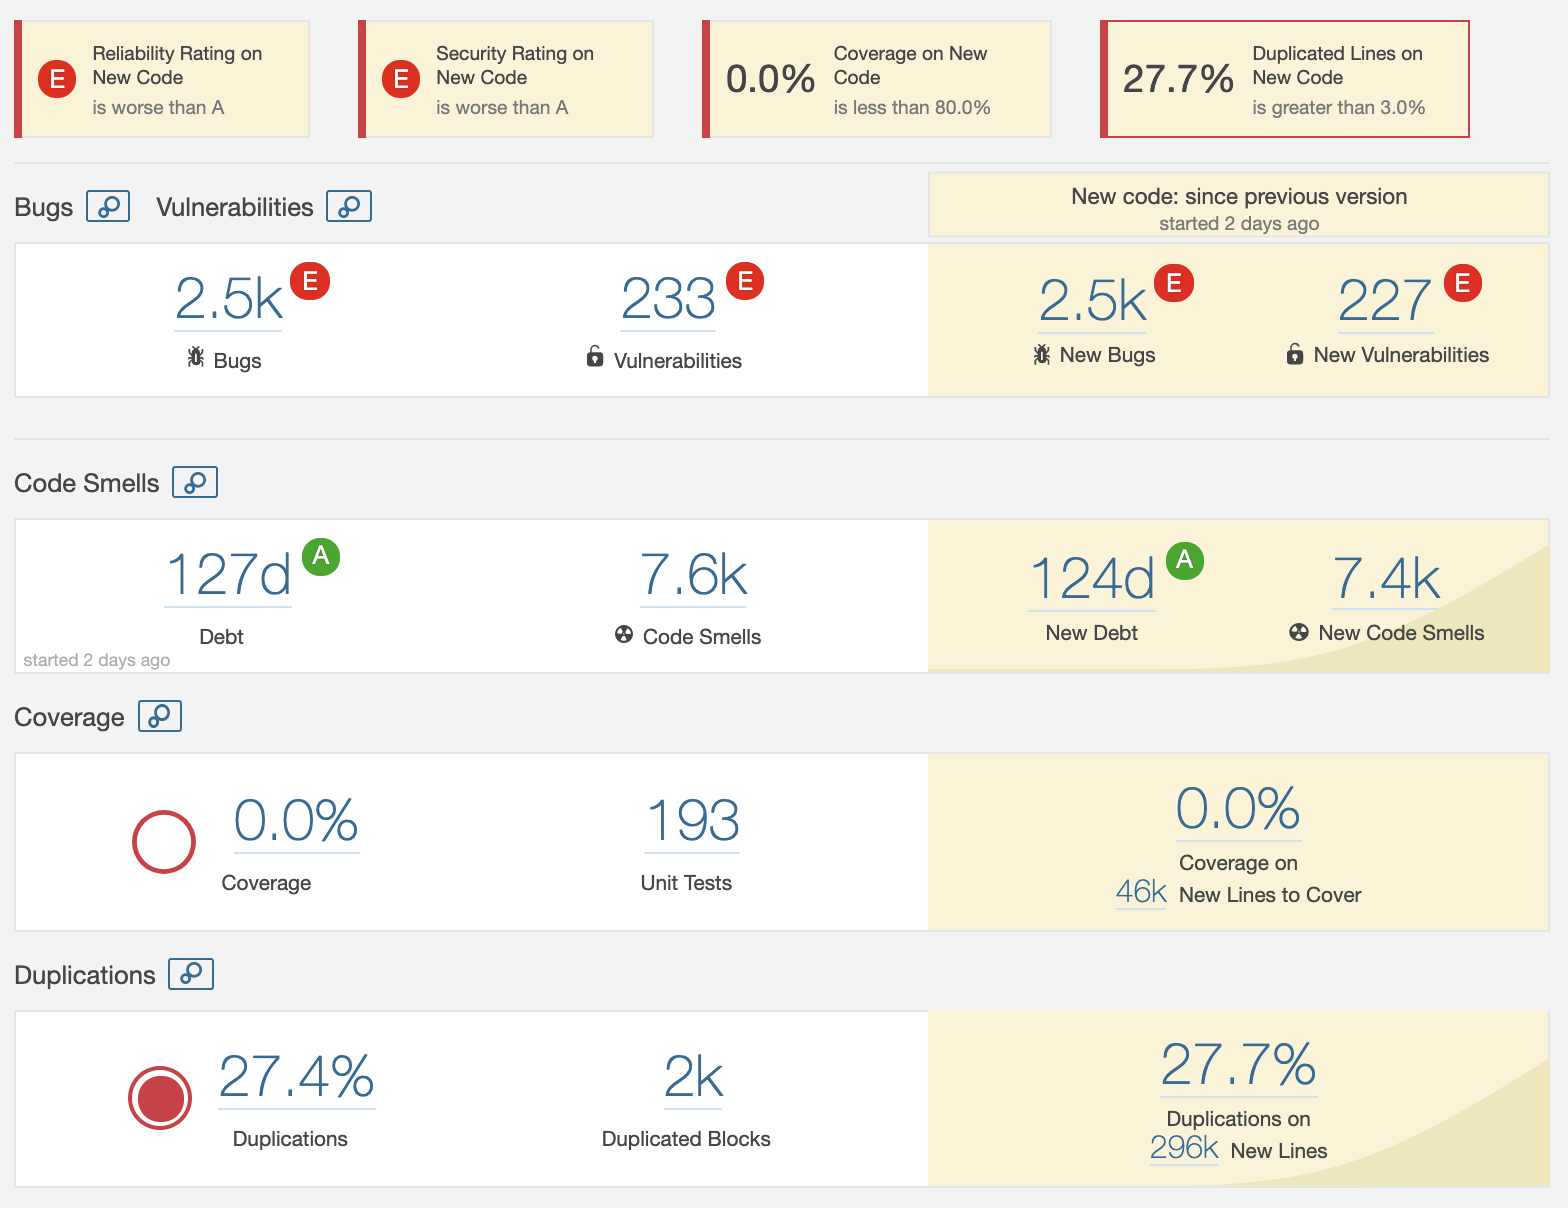 E
Reliability Rating on
New Code
is worse than A
E
Security Rating on
New Code
is worse than A
0.0%
Coverage on New
Code
is less than 80.0%
27.7%
Duplicated Lines on
New Code
is greater than 3.0%
Bugs Vulnerabilities
New code: since previous version
started 2 days ago
2.5k E
Bugs
233 E
Vulnerabilities
2.5k E
New Bugs
227 E
New Vulnerabilities
Code Smells
127d A
Debt
started 2 days ago
7.6k
Code Smells
124d A
New Debt
7.4k
New Code Smells
Coverage
0.0%
Coverage
193
Unit Tests
0.0%
Coverage on
46k New Lines to Cover
Duplications
27.4%
Duplications
2k
Duplicated Blocks
27.7%
Duplications on
296k New Lines